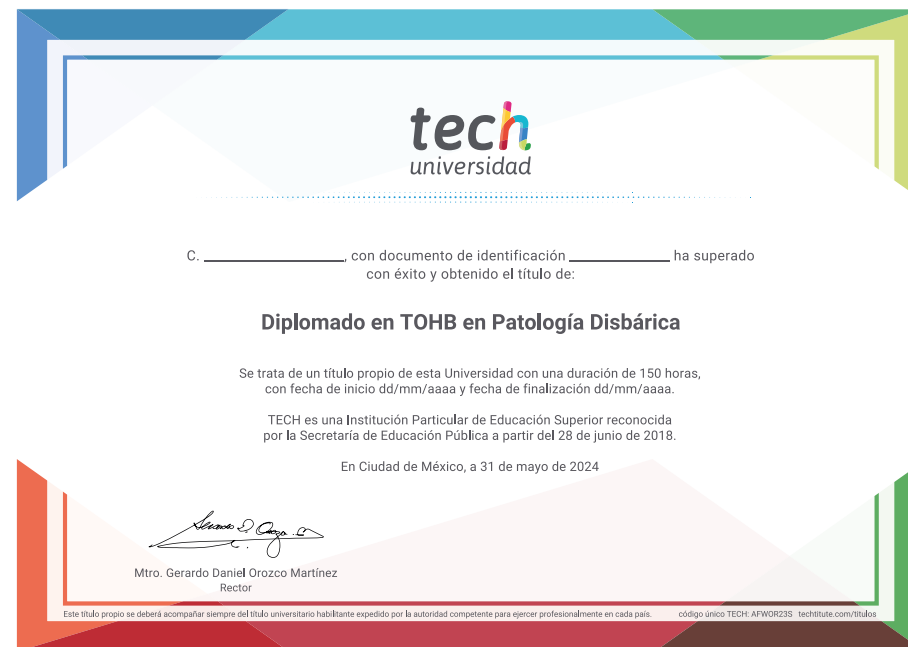 tech
universidad
C. ____________, con documento de identificación ____________ ha superado
con éxito y obtenido el título de:
Diplomado en TOHB en Patología Disbárica
Se trata de un título propio de esta Universidad con una duración de 150 horas,
con fecha de inicio dd/mm/aaaa y fecha de finalización dd/mm/aaaa.
TECH es una Institución Particular de Educación Superior reconocida
por la Secretaría de Educación Pública a partir del 28 de junio de 2018.
En Ciudad de México, a 31 de mayo de 2024
Mtro. Gerardo Daniel Orozco Martínez
Rector
Este título propio se deberá acompañar siempre del título universitario habilitante expedido por la autoridad competente para ejercer profesionalmente en cada país. código único TECH: AFWOR23S techtitute.com/titulos